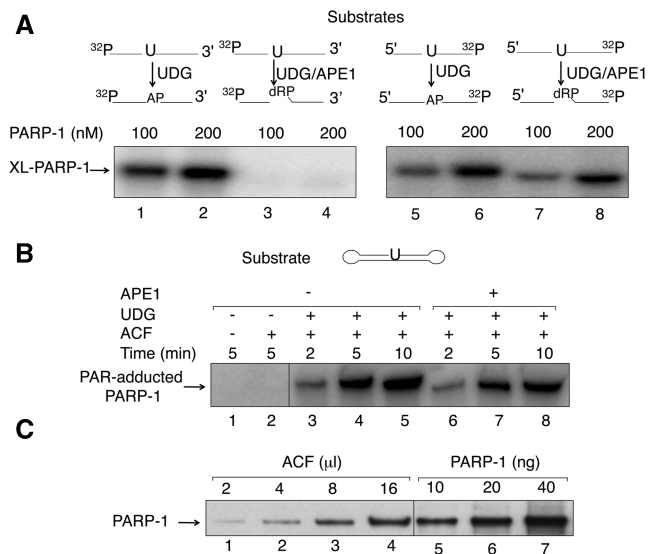 A
Substrates
32P U 3' 32P U 3' 5' U 32P 5' U 32P
UDG UDG/APE1 UDG UDG/APE1
32P AP 3' 32P dRP 3' 5' AP 32P 5' dRP 32P
PARP-1 (nM) 100 200 100 200 100 200 100 200
XL-PARP-1
1 2 3 4 5 6 7 8
B
Substrate U
APE1 - +
UDG - - + + + + + +
ACF - + + + + + + +
Time (min) 5 5 2 5 10 2 5 10
PAR-adducted
PARP-1
1 2 3 4 5 6 7 8
C
ACF (µl) PARP-1 (ng)
2 4 8 16 10 20 40
PARP-1
1 2 3 4 5 6 7